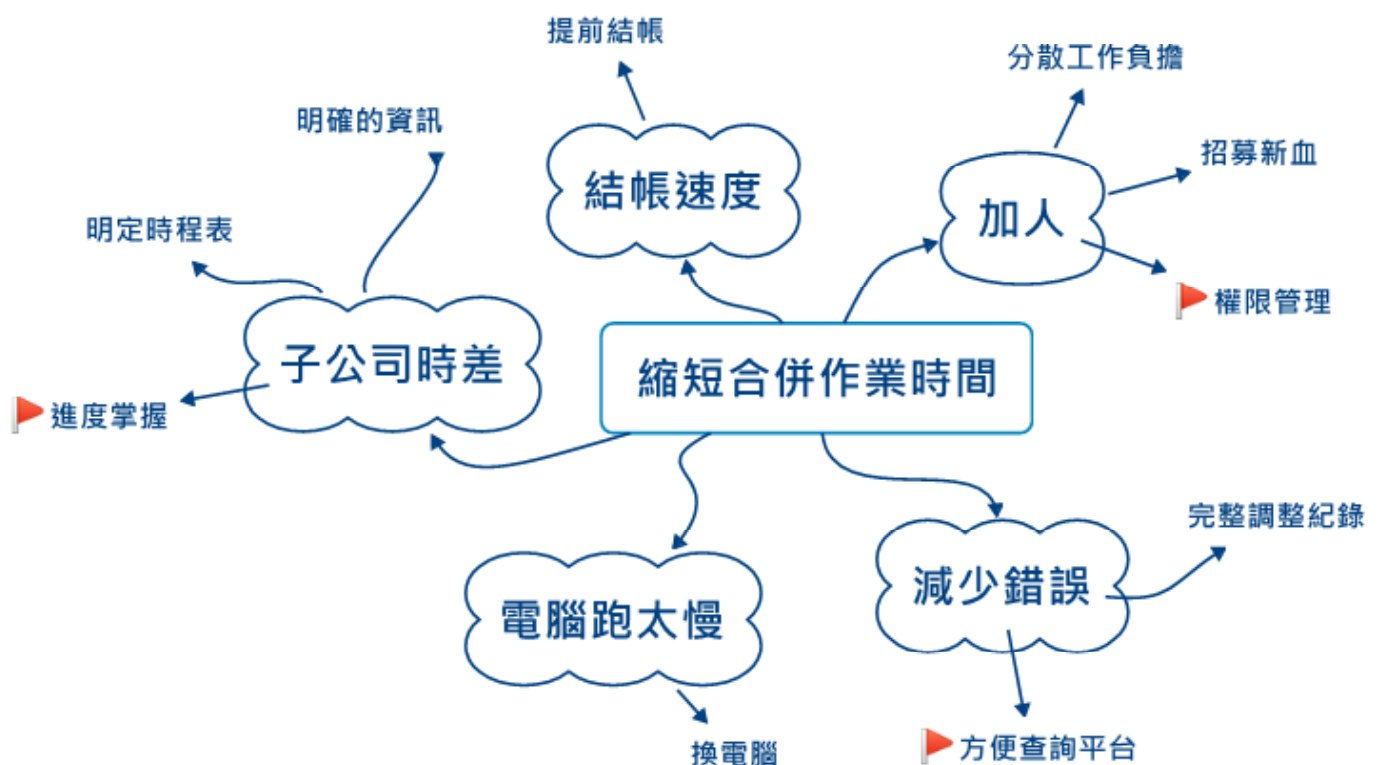 提前結帳
分散工作負擔
明確的資訊
招募新血
結帳速度
加人
明定時程表
權限管理
子公司時差
縮短合併作業時間
進度掌握
完整調整紀錄
減少錯誤
電腦跑太慢
方便查詢平台
換電腦